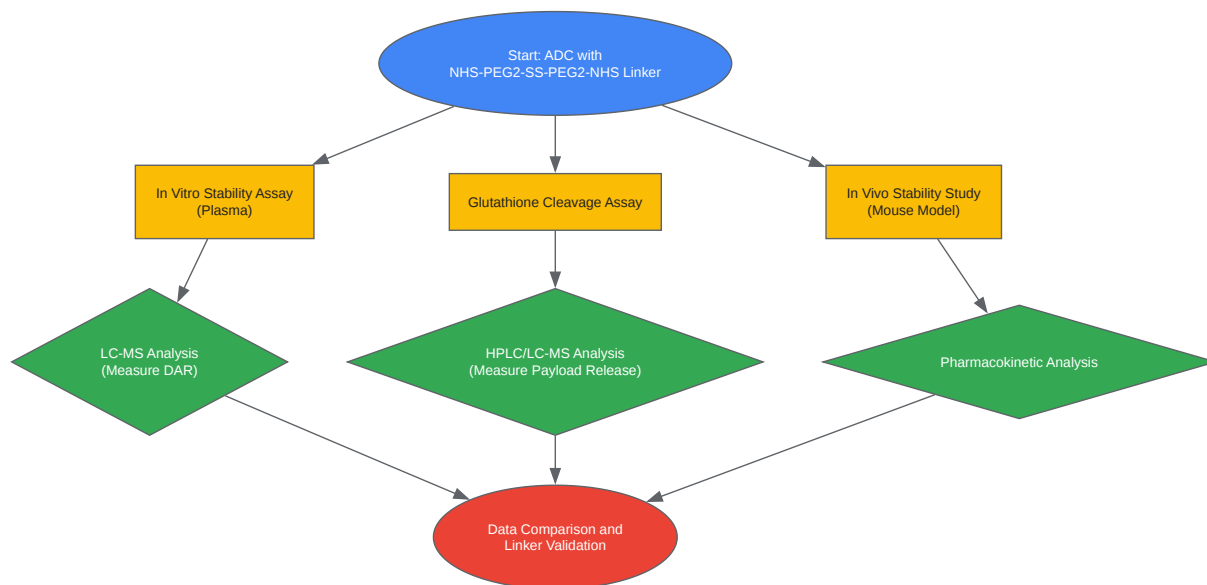 Start: ADC with
NHS-PEG2-SS-PEG2-NHS Linker
In Vitro Stability Assay
(Plasma)
Glutathione Cleavage Assay
In Vivo Stability Study
(Mouse Model)
LC-MS Analysis
(Measure DAR)
HPLC/LC-MS Analysis
(Measure Payload Release)
Pharmacokinetic Analysis
Data Comparison and
Linker Validation